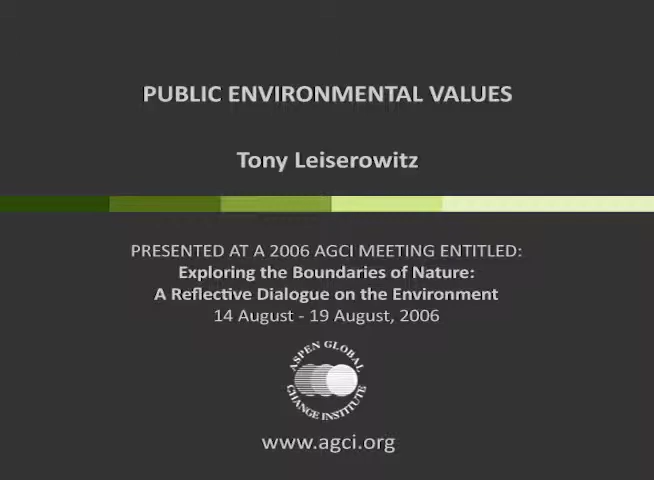 PUBLIC ENVIRONMENTAL VALUES
Tony Leiserowitz
PRESENTED AT A 2006 AGCI MEETING ENTITLED:
Exploring the Boundaries of Nature:
A Reflective Dialogue on the Environment
14 August - 19 August, 2006
ASPEN GLOBAL
CHANGE INSTITUTE
www.agci.org